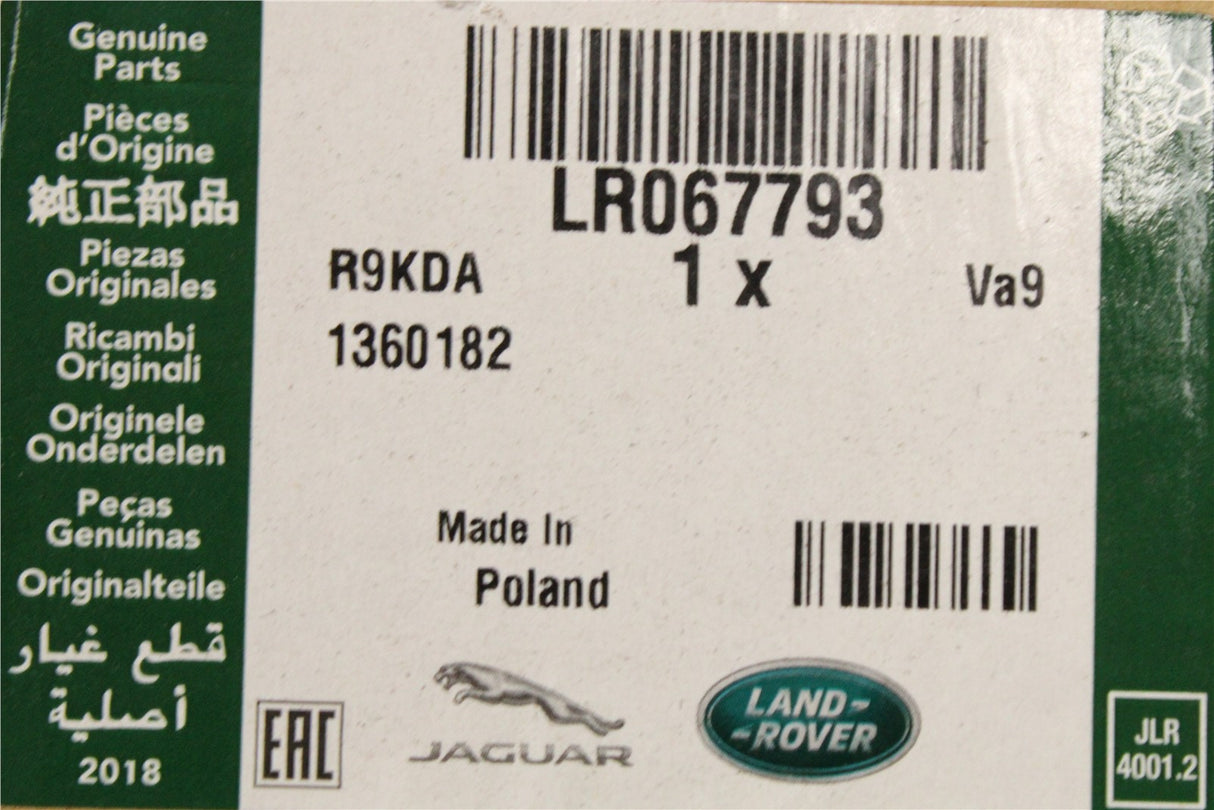 Genuine
Parts
Pièces
d'Origine
純正部品
Piezas
Originales
Ricambi
Originali
Originele
Onderdelen
Peças
Genuinas
Originalteile
قطع غيار
أصلية
2018
LR067793
R9KDA
1 x
Va9
1360182
Made In
Poland
EAC
JAGUAR
LAND-
-ROVER
JLR
4001.2